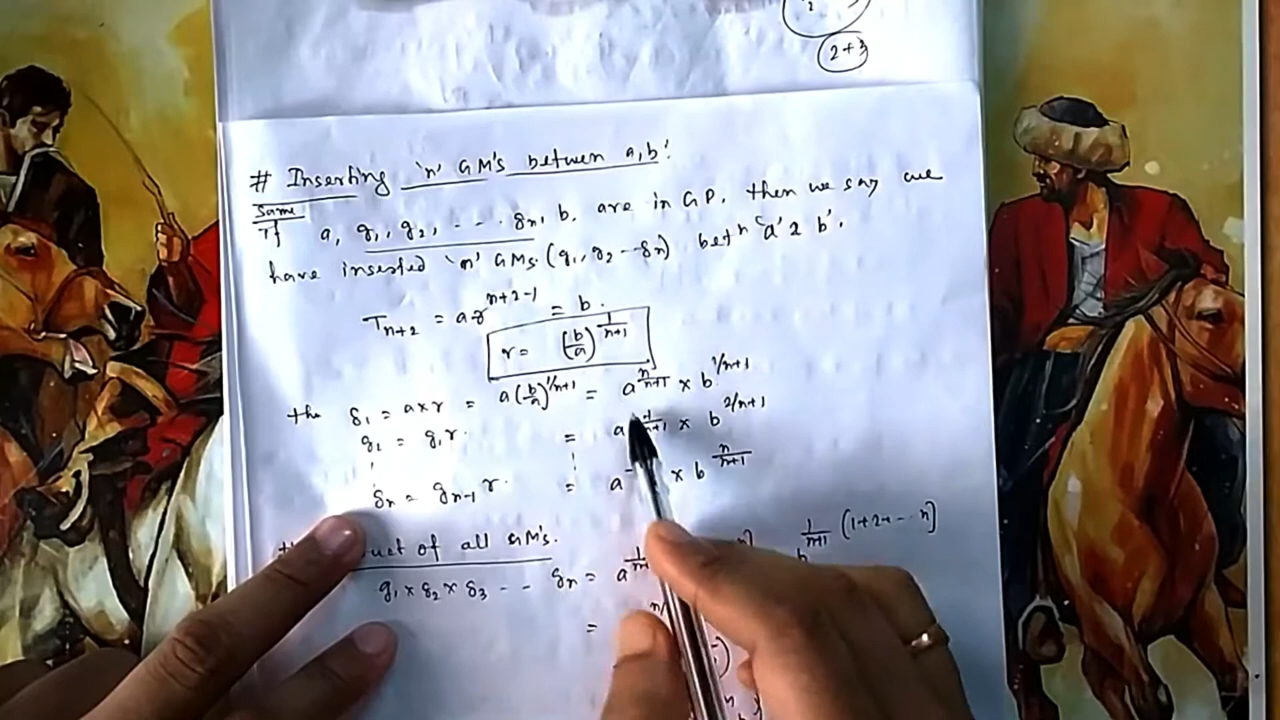 2+3
# Inserting 'n' GM's between a, b'.
Same
If a, g₁, g₂, - - . gₙ, b. are in GP. then we say we
have inserted 'n' GMs. (g₁, g₂ -- gₙ) betⁿ 'a' & b'.
Tₙ₊₂ = ar^(n+2-1) = b.
r = (b/a)^(1/(n+1))
the g₁ = a×r = a(b/a)^(1/n+1) = a^(n/(n+1)) × b^(1/n+1)
g₂ = g₁r. = a × b^(2/n+1)
gₙ = gₙ₋₁ r. = a × b^(n/(n+1))
of all GM's.
g₁ × g₂ × g₃ - - gₙ = a b^(1/(n+1) (1+2+ - - n))
=